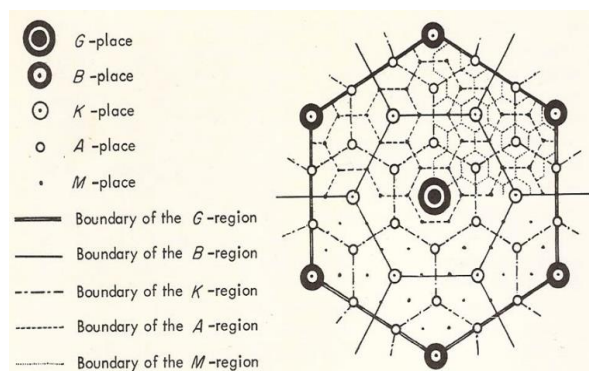 G-place
B-place
K-place
A-place
M-place
Boundary of the G-region
Boundary of the B-region
Boundary of the K-region
Boundary of the A-region
Boundary of the M-region